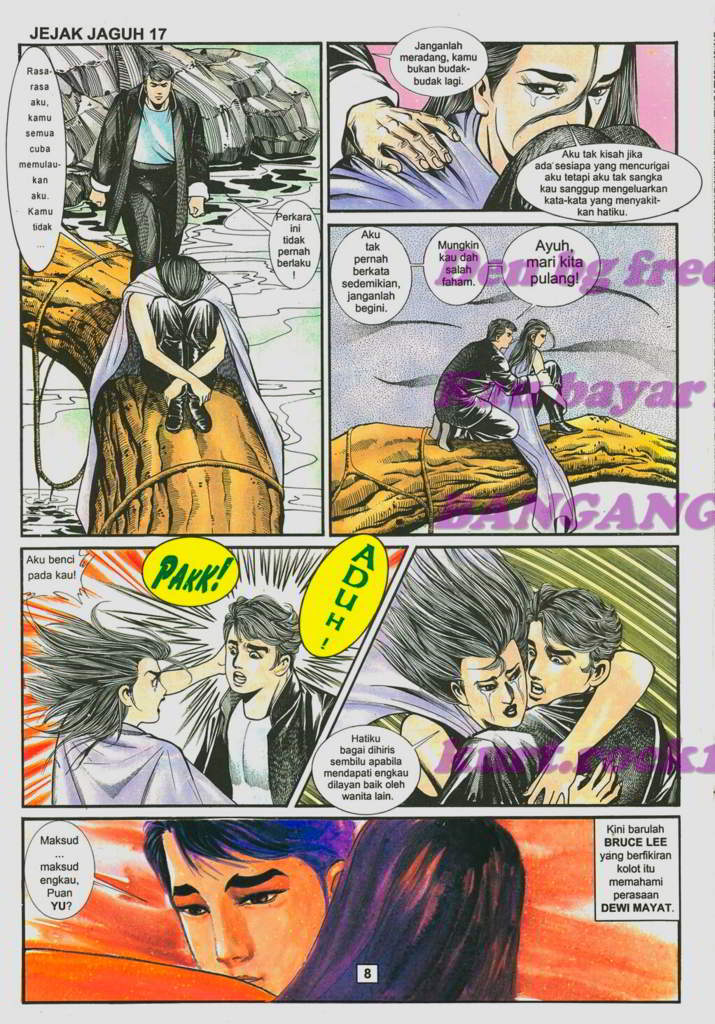 JEJAK JAGUH 17
Rasa-
rasa
aku,
kamu
semua
cuba
memulau-
kan
aku.
Kamu
tidak
...
Perkara
ini
tidak
pernah
berlaku
!
Janganlah
meradang, kamu
bukan budak-
budak lagi.
Aku tak kisah jika
ada sesiapa yang mencurigai
aku tetapi aku tak sangka
kau sanggup mengeluarkan
kata-kata yang menyakit-
kan hatiku.
Aku
tak
pernah
berkata
sedemikian,
janganlah
begini.
Mungkin
kau dah
salah
faham.
Ayuh,
mari kita
pulang!
free
bayar
BANGANG
Aku benci
pada kau!
PAKK!
ADUH!
Hatiku
bagai dihiris
sembilu apabila
mendapati engkau
dilayan baik oleh
wanita lain.
kurt.rock1
Maksud
...
maksud
engkau,
Puan
YU?
Kini barulah
BRUCE LEE
yang berfikiran
kolot itu
memahami
perasaan
DEWI MAYAT.
8